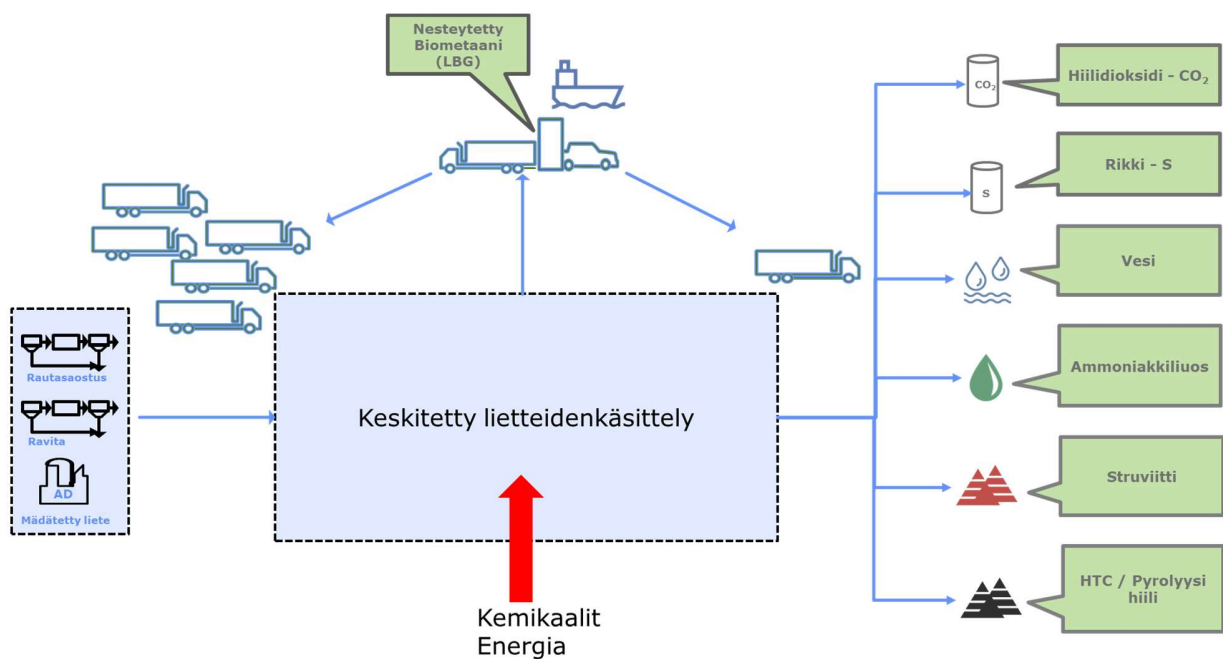 Nesteytetty
Biometaani
(LBG)
CO₂
Hiilidioksidi - CO₂
S
Rikki - S
Vesi
Rautasaostus
Ravita
AD
Mädätetty liete
Keskitetty lietteidenkäsittely
Ammoniakkiliuos
Struviitti
HTC / Pyrolyysi
hiili
Kemikaalit
Energia